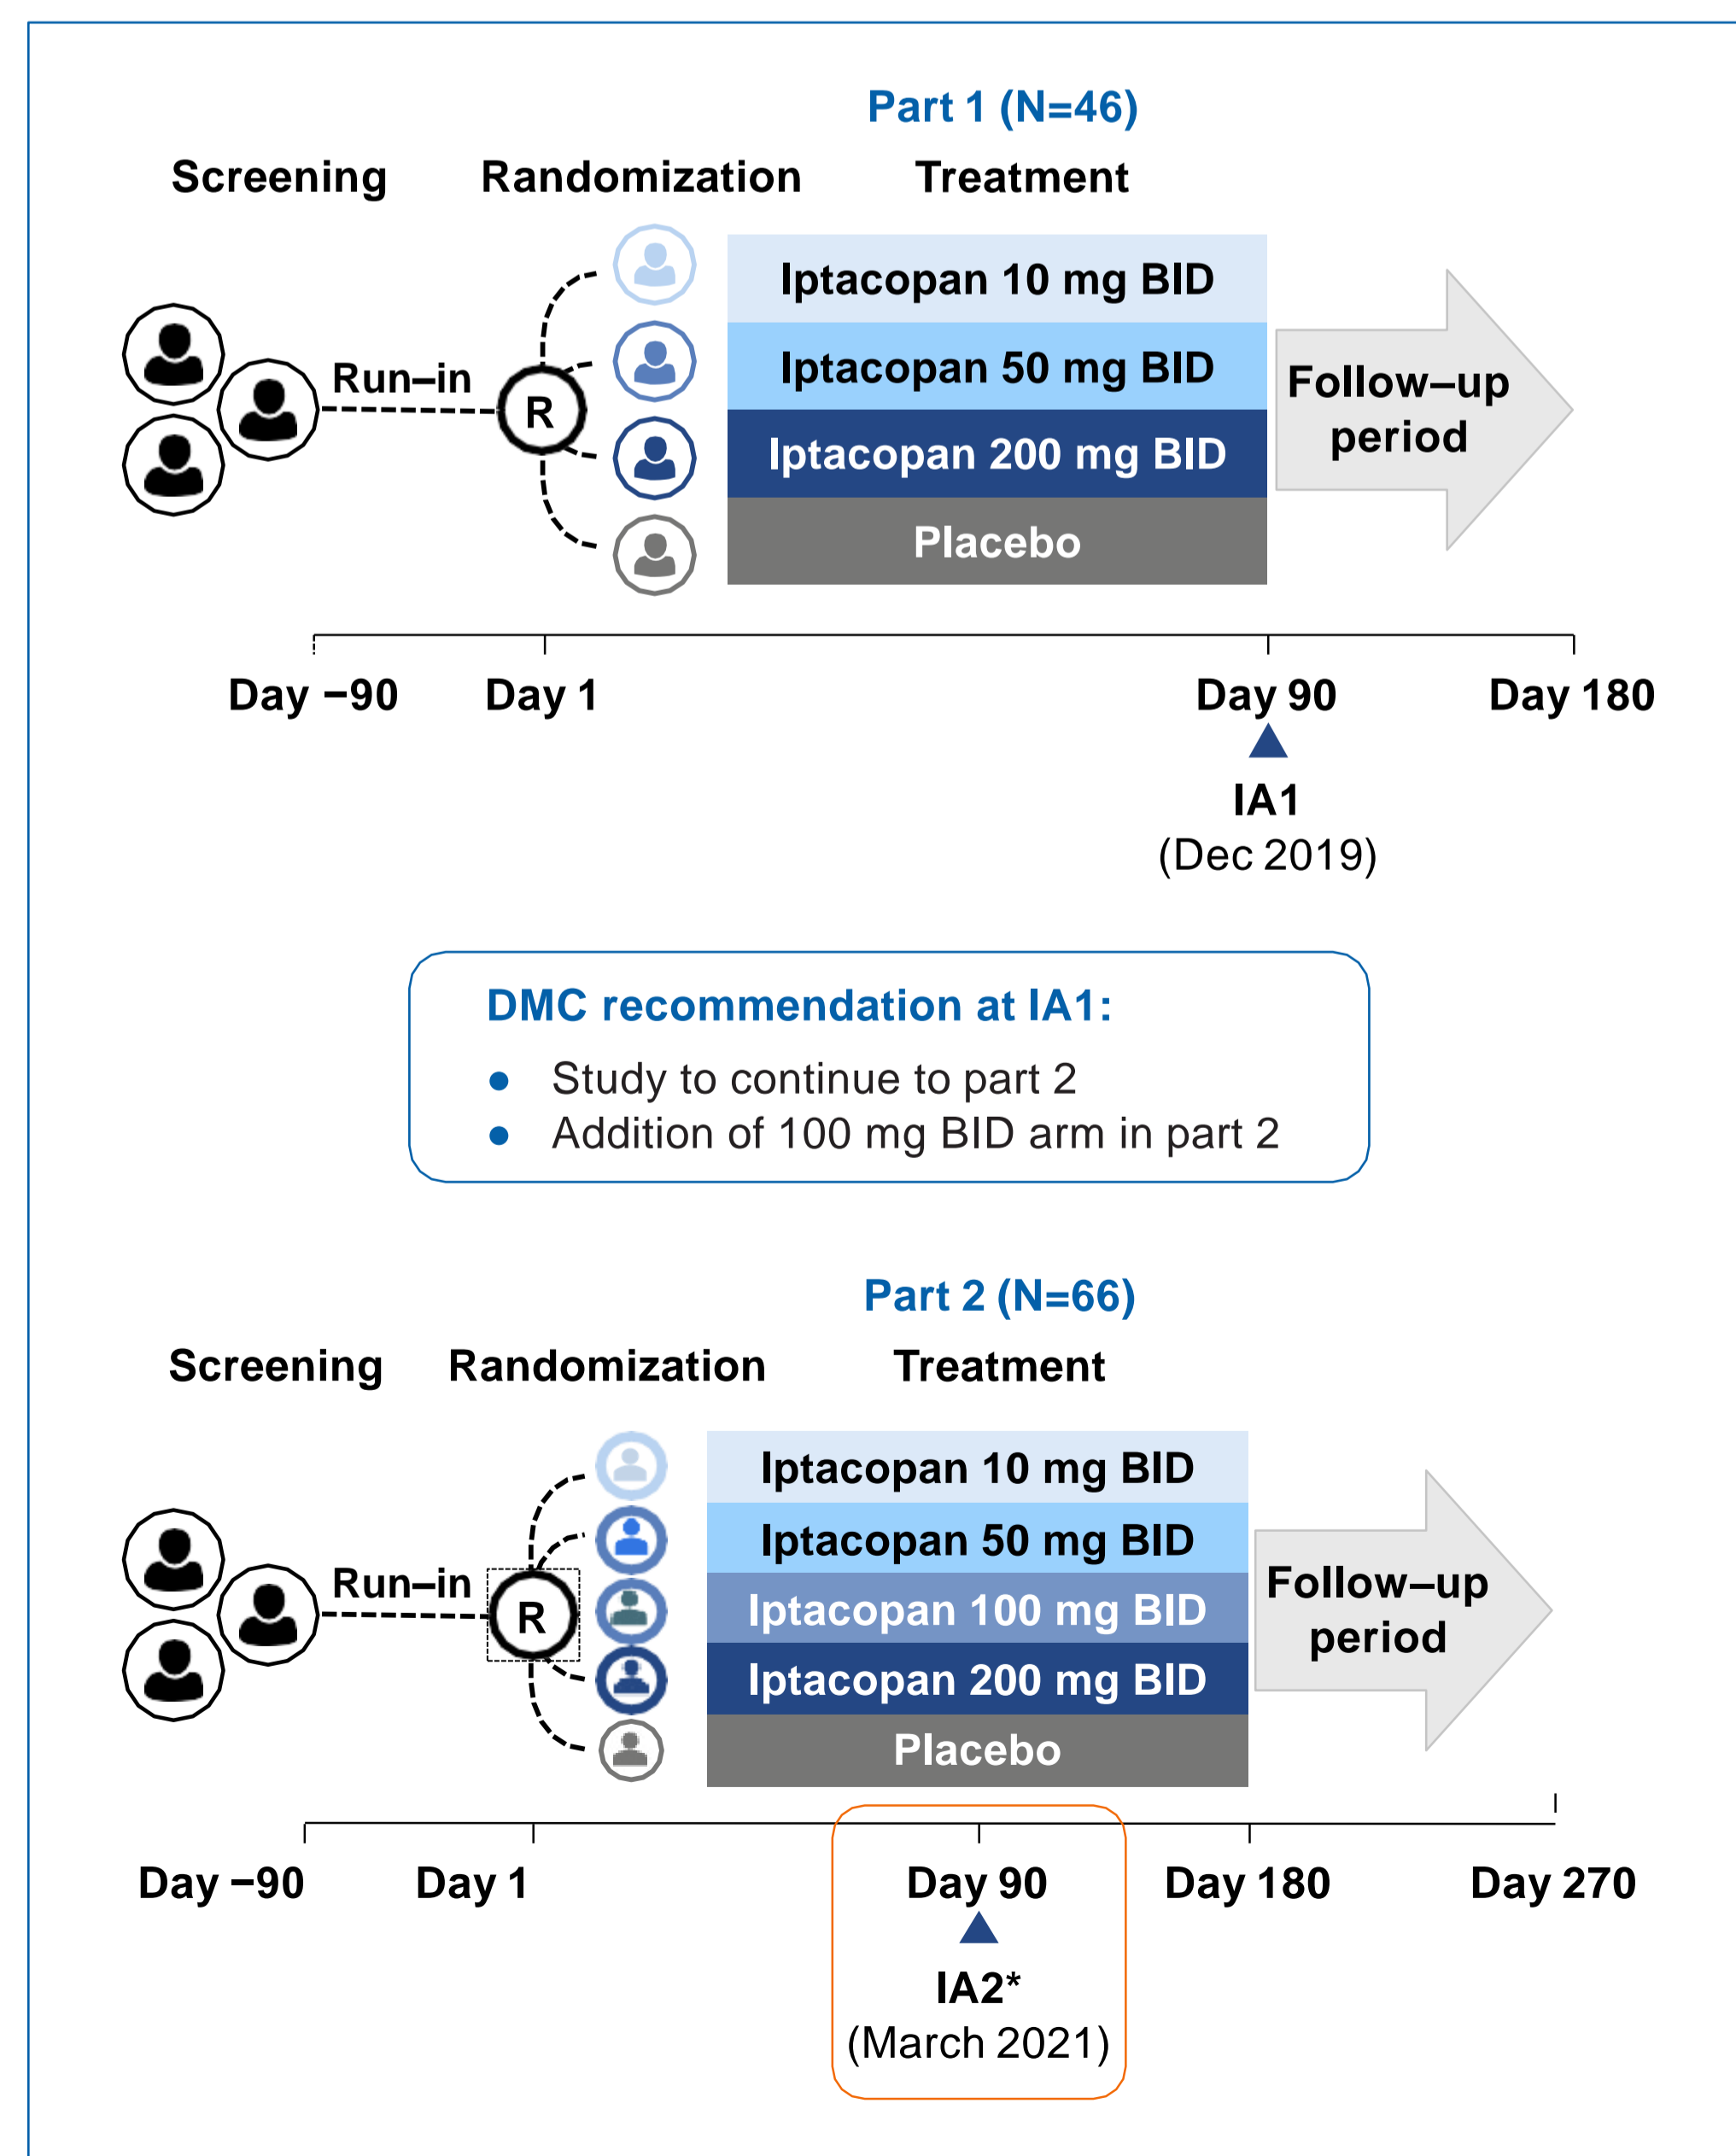 Part 1 (N=46)
Screening Randomization Treatment
Iptacopan 10 mg BID
Iptacopan 50 mg BID
Iptacopan 200 mg BID
Placebo
Run–in
R
Follow–up
period
Day −90 Day 1 Day 90 Day 180
IA1
(Dec 2019)
DMC recommendation at IA1:
● Study to continue to part 2
● Addition of 100 mg BID arm in part 2
Part 2 (N=66)
Screening Randomization Treatment
Iptacopan 10 mg BID
Iptacopan 50 mg BID
Iptacopan 100 mg BID
Iptacopan 200 mg BID
Placebo
Run–in
R
Follow–up
period
Day −90 Day 1 Day 90 Day 180 Day 270
IA2*
(March 2021)